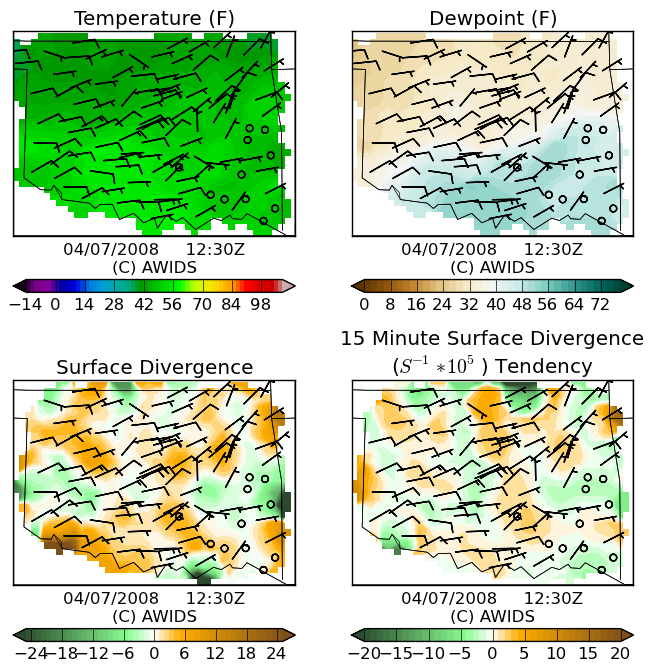 Temperature (F)
Dewpoint (F)
04/07/2008 12:30Z
(C) AWIDS
04/07/2008 12:30Z
(C) AWIDS
−14 0 14 28 42 56 70 84 98
0 8 16 24 32 40 48 56 64 72
Surface Divergence
15 Minute Surface Divergence
(S⁻¹ *10⁵ ) Tendency
04/07/2008 12:30Z
(C) AWIDS
04/07/2008 12:30Z
(C) AWIDS
−24 −18 −12 −6 0 6 12 18 24
−20 −15 −10 −5 0 5 10 15 20